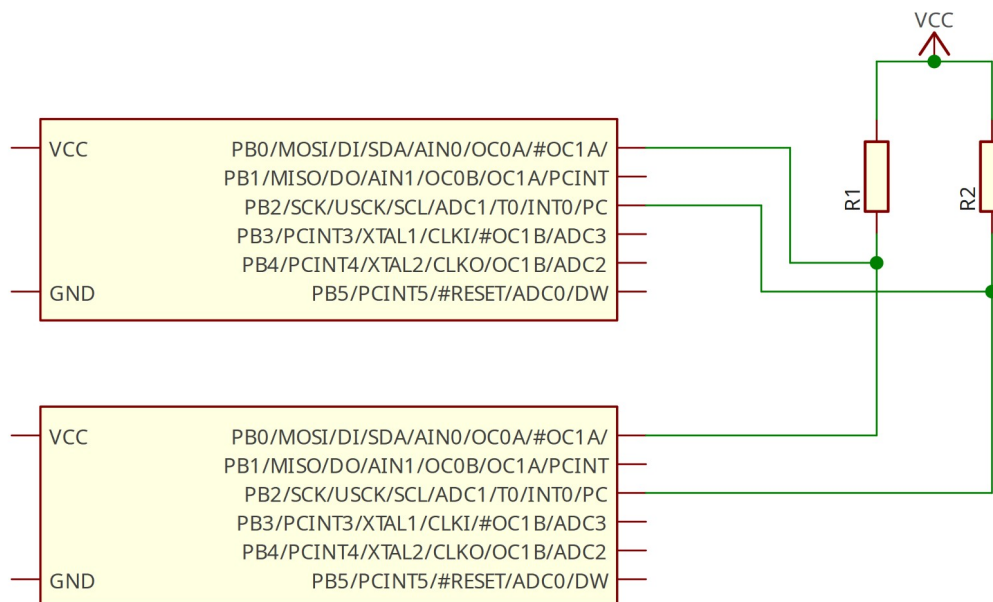 VCC
VCC
PB0/MOSI/DI/SDA/AIN0/OC0A/#OC1A/
PB1/MISO/DO/AIN1/OC0B/OC1A/PCINT
PB2/SCK/USCK/SCL/ADC1/T0/INT0/PC
PB3/PCINT3/XTAL1/CLKI/#OC1B/ADC3
PB4/PCINT4/XTAL2/CLKO/OC1B/ADC2
GND
PB5/PCINT5/#RESET/ADC0/DW
R1
R2
VCC
PB0/MOSI/DI/SDA/AIN0/OC0A/#OC1A/
PB1/MISO/DO/AIN1/OC0B/OC1A/PCINT
PB2/SCK/USCK/SCL/ADC1/T0/INT0/PC
PB3/PCINT3/XTAL1/CLKI/#OC1B/ADC3
PB4/PCINT4/XTAL2/CLKO/OC1B/ADC2
GND
PB5/PCINT5/#RESET/ADC0/DW